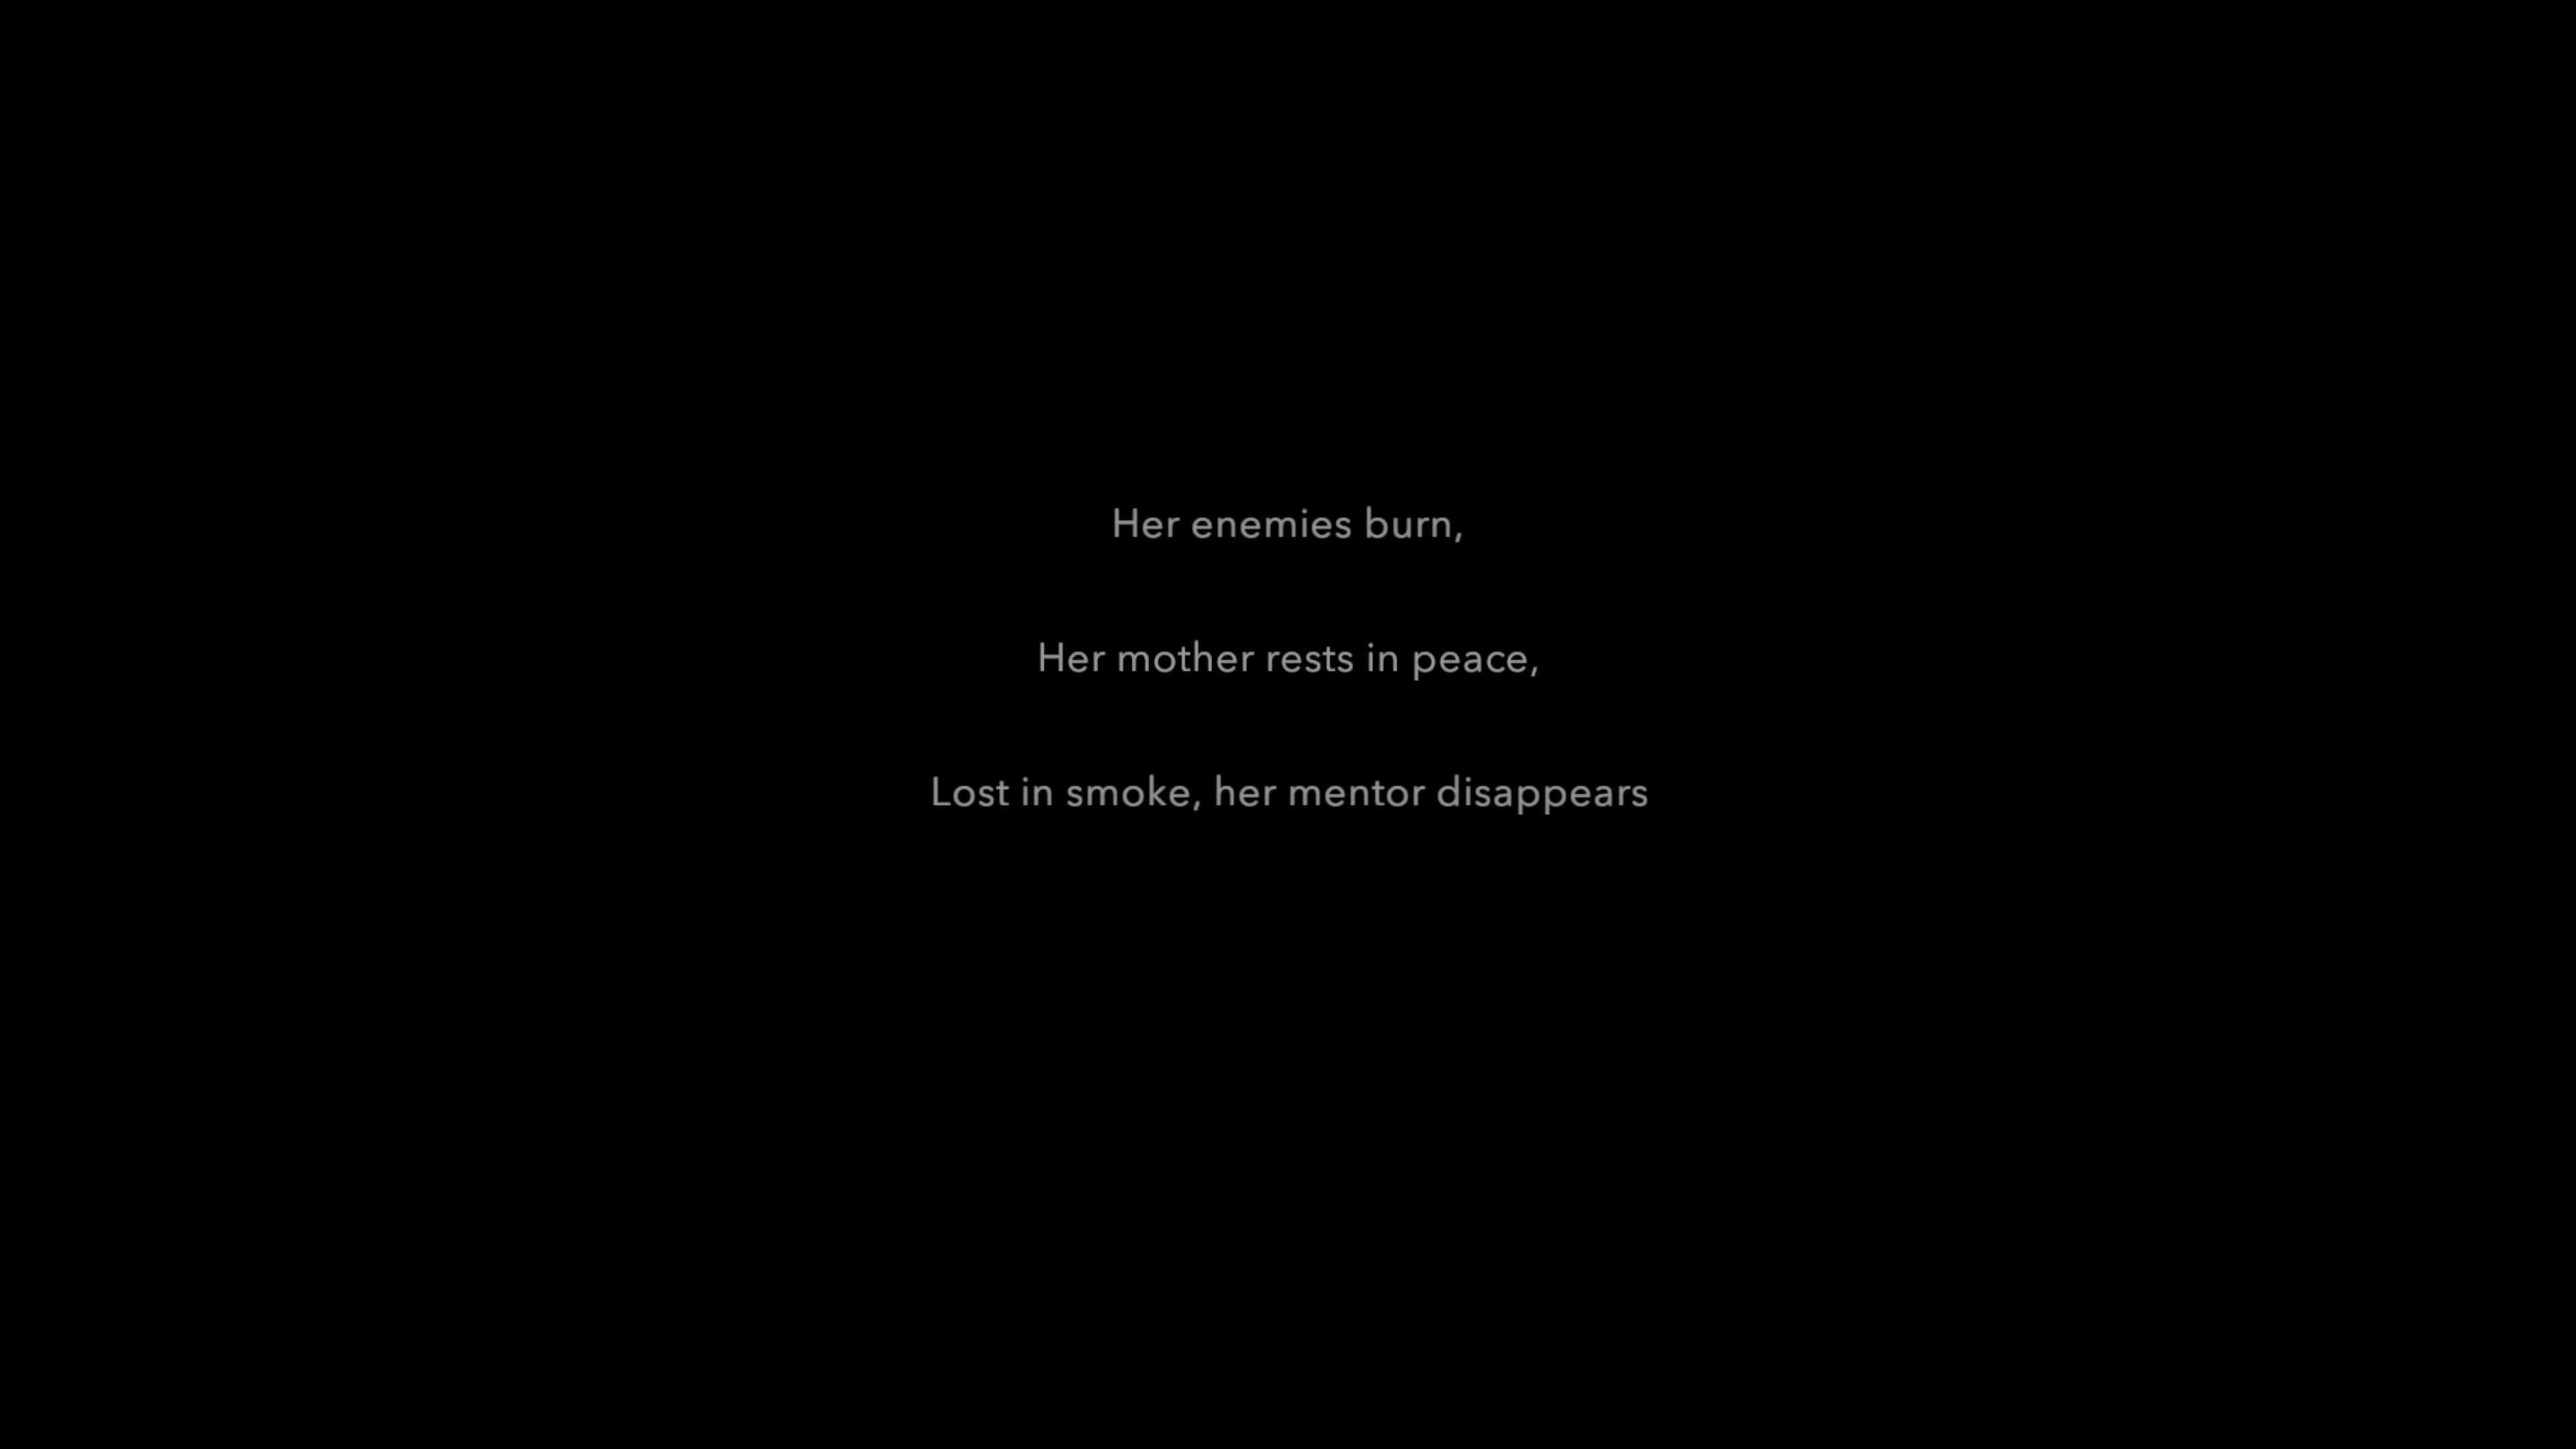 Her enemies burn,
Her mother rests in peace,
Lost in smoke, her mentor disappears